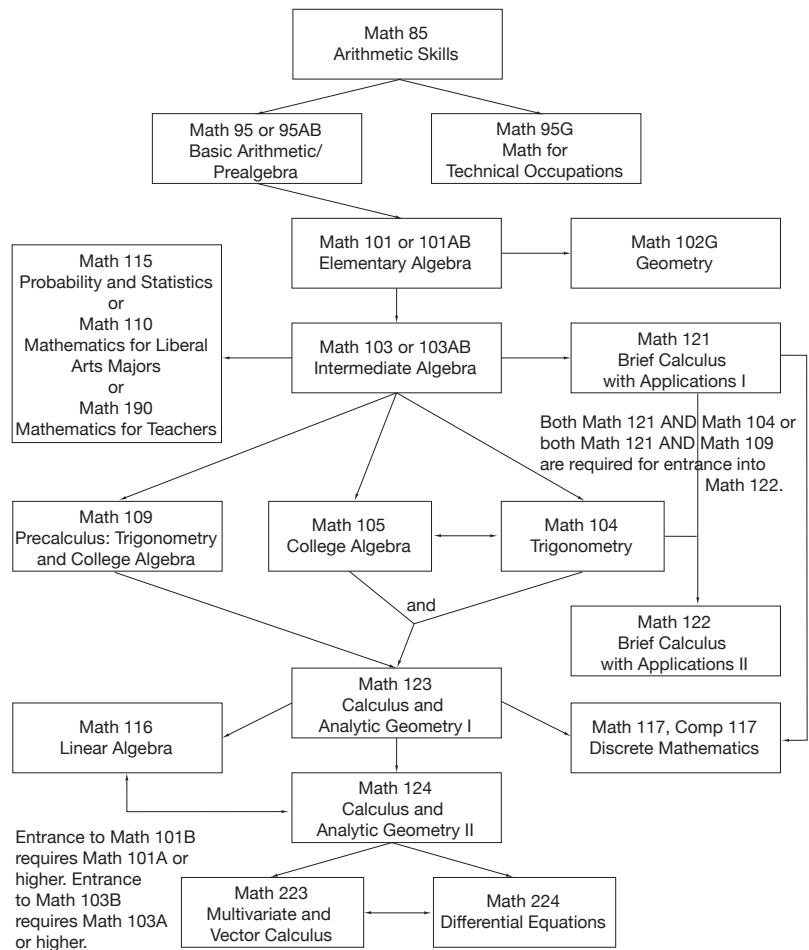 Math 85
Arithmetic Skills
Math 95 or 95AB
Basic Arithmetic/
Prealgebra
Math 95G
Math for
Technical Occupations
Math 101 or 101AB
Elementary Algebra
Math 102G
Geometry
Math 115
Probability and Statistics
or
Math 110
Mathematics for Liberal
Arts Majors
or
Math 190
Mathematics for Teachers
Math 103 or 103AB
Intermediate Algebra
Math 121
Brief Calculus
with Applications I
Both Math 121 AND Math 104 or
both Math 121 AND Math 109
are required for entrance into
Math 122.
Math 109
Precalculus: Trigonometry
and College Algebra
Math 105
College Algebra
Math 104
Trigonometry
and
Math 122
Brief Calculus
with Applications II
Math 123
Calculus and
Analytic Geometry I
Math 116
Linear Algebra
Math 117, Comp 117
Discrete Mathematics
Math 124
Calculus and
Analytic Geometry II
Entrance to Math 101B
requires Math 101A or
higher. Entrance
to Math 103B
requires Math 103A
or higher.
Math 223
Multivariate and
Vector Calculus
Math 224
Differential Equations